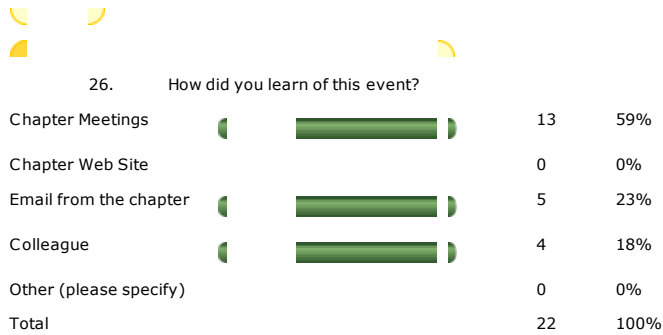 26. How did you learn of this event?
Chapter Meetings 13 59%
Chapter Web Site 0 0%
Email from the chapter 5 23%
Colleague 4 18%
Other (please specify) 0 0%
Total 22 100%